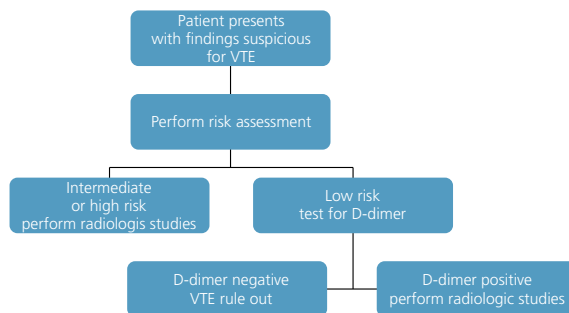 Patient presents
with findings suspicious
for VTE
Perform risk assessment
Intermediate
or high risk
perform radiologis studies
Low risk
test for D-dimer
D-dimer negative
VTE rule out
D-dimer positive
perform radiologic studies